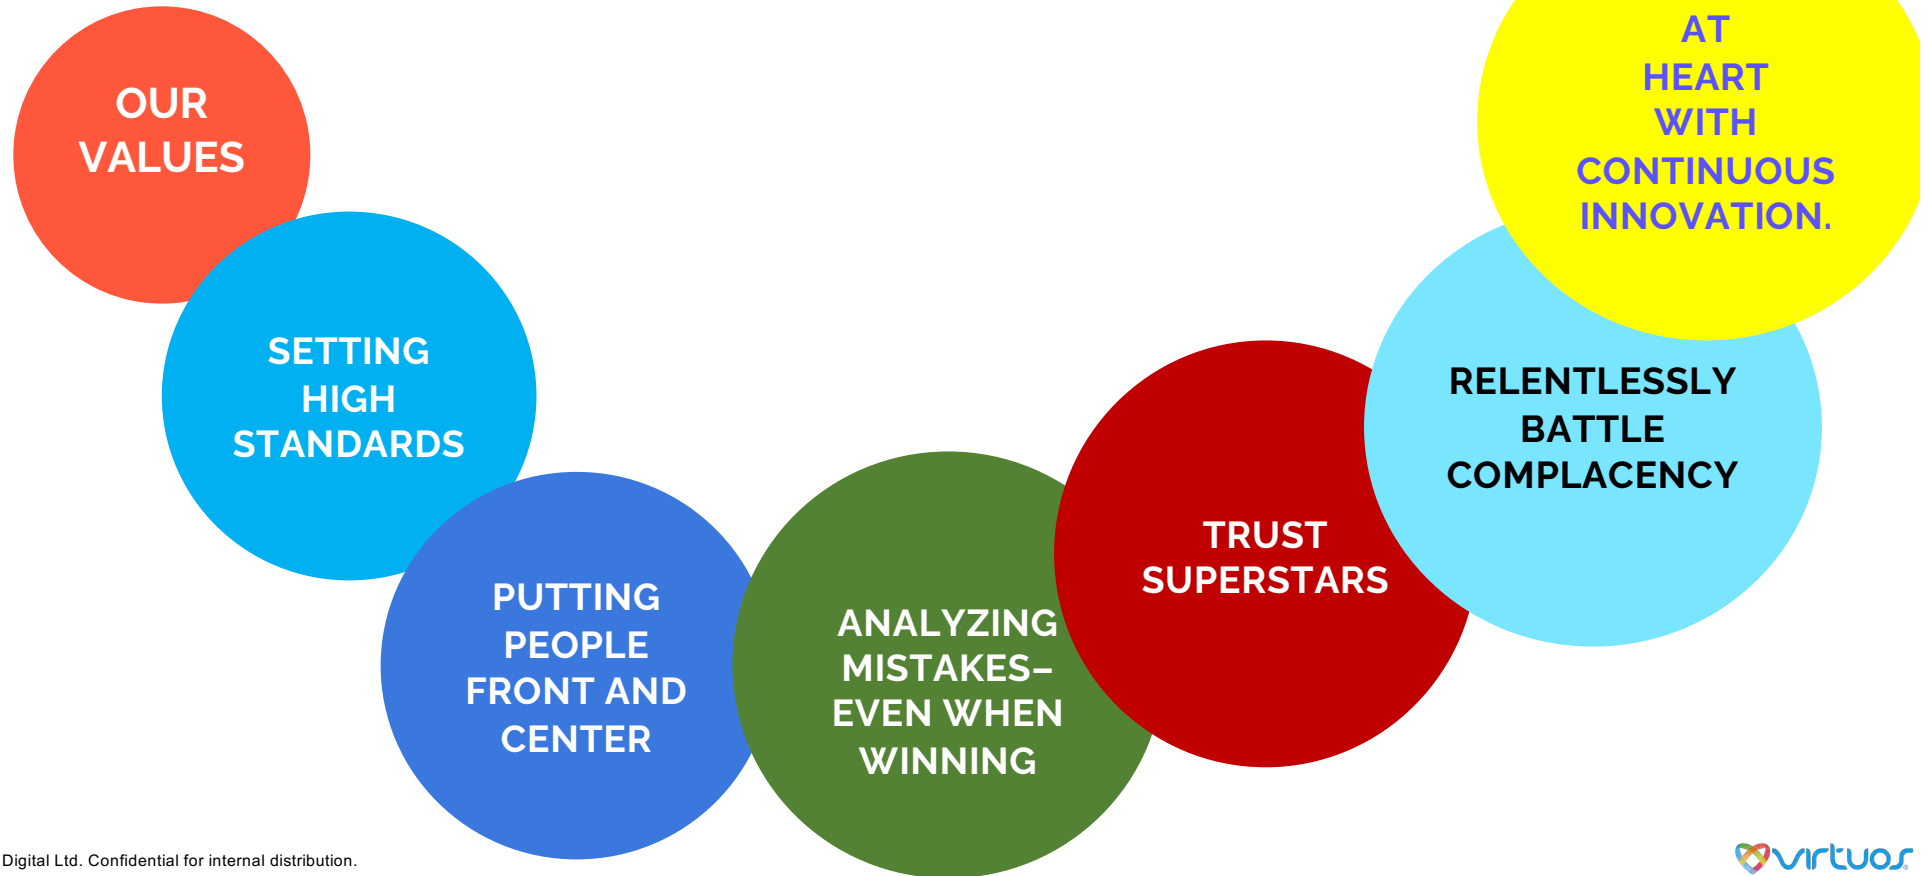 OUR
VALUES
SETTING
HIGH
STANDARDS
PUTTING
PEOPLE
FRONT AND
CENTER
ANALYZING
MISTAKES–
EVEN WHEN
WINNING
TRUST
SUPERSTARS
RELENTLESSLY
BATTLE
COMPLACENCY
AT
HEART
WITH
CONTINUOUS
INNOVATION.
Digital Ltd. Confidential for internal distribution.
virtuos